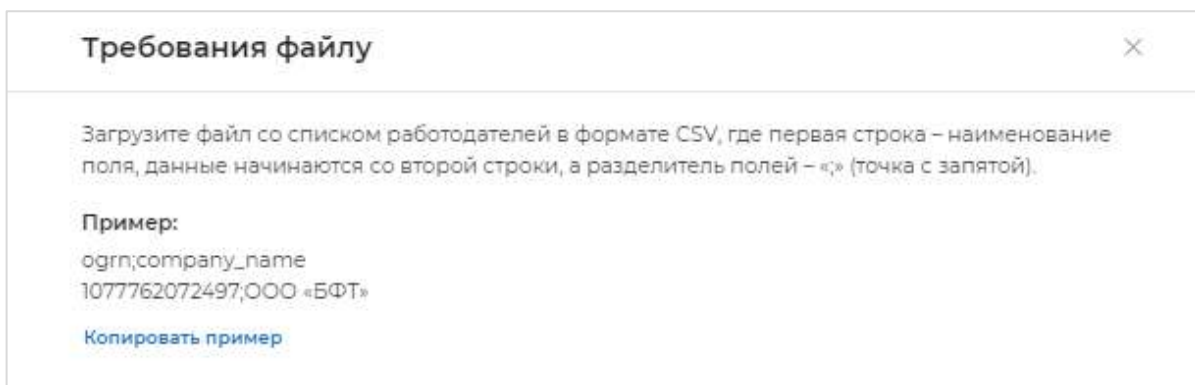 Требования файлу
Загрузите файл со списком работодателей в формате CSV, где первая строка – наименование
поля, данные начинаются со второй строки, а разделитель полей – «;» (точка с запятой).
Пример:
ogrn;company_name
1077762072497;ООО «БФТ»
Копировать пример